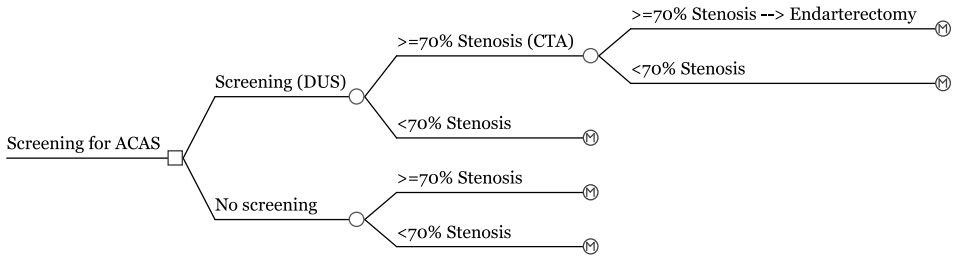 >=70% Stenosis --> Endarterectomy
M
>=70% Stenosis (CTA)
<70% Stenosis
M
Screening (DUS)
<70% Stenosis
M
Screening for ACAS
>=70% Stenosis
M
No screening
<70% Stenosis
M